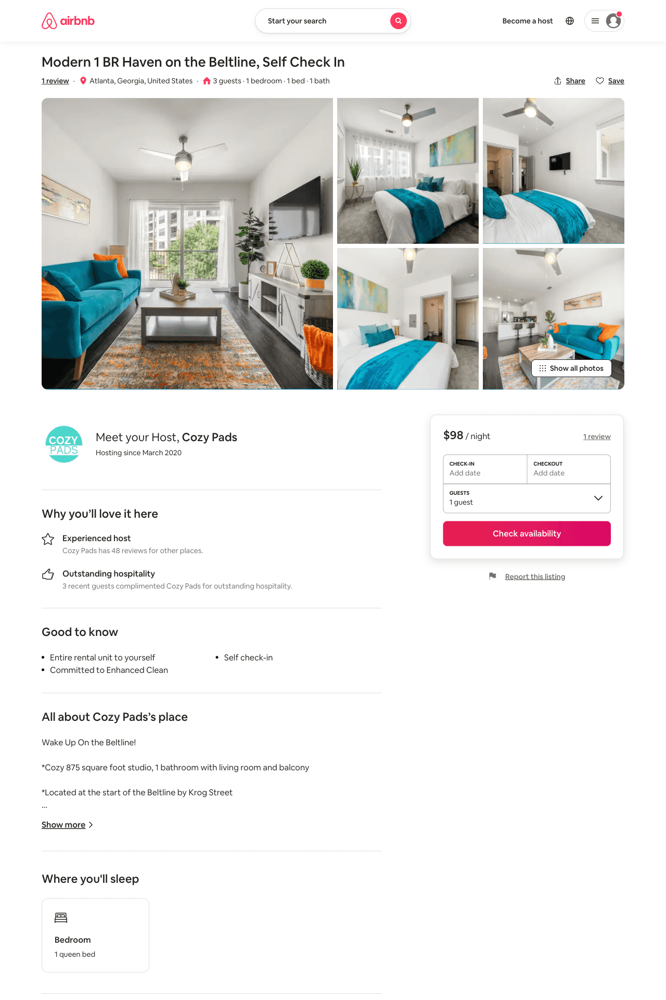 airbnb
Start your search
Become a host
Modern 1 BR Haven on the Beltline, Self Check In
1 review · Atlanta, Georgia, United States · 3 guests · 1 bedroom · 1 bed · 1 bath
Share
Save
Show all photos
COZY
PADS
Meet your Host, Cozy Pads
Hosting since March 2020
$98 / night
1 review
CHECK-IN
Add date
CHECKOUT
Add date
GUESTS
1 guest
Check availability
Report this listing
Why you’ll love it here
Experienced host
Cozy Pads has 48 reviews for other places.
Outstanding hospitality
3 recent guests complimented Cozy Pads for outstanding hospitality.
Good to know
• Entire rental unit to yourself
• Self check-in
• Committed to Enhanced Clean
All about Cozy Pads’s place
Wake Up On the Beltline!
*Cozy 875 square foot studio, 1 bathroom with living room and balcony
*Located at the start of the Beltline by Krog Street
...
Show more
Where you'll sleep
Bedroom
1 queen bed